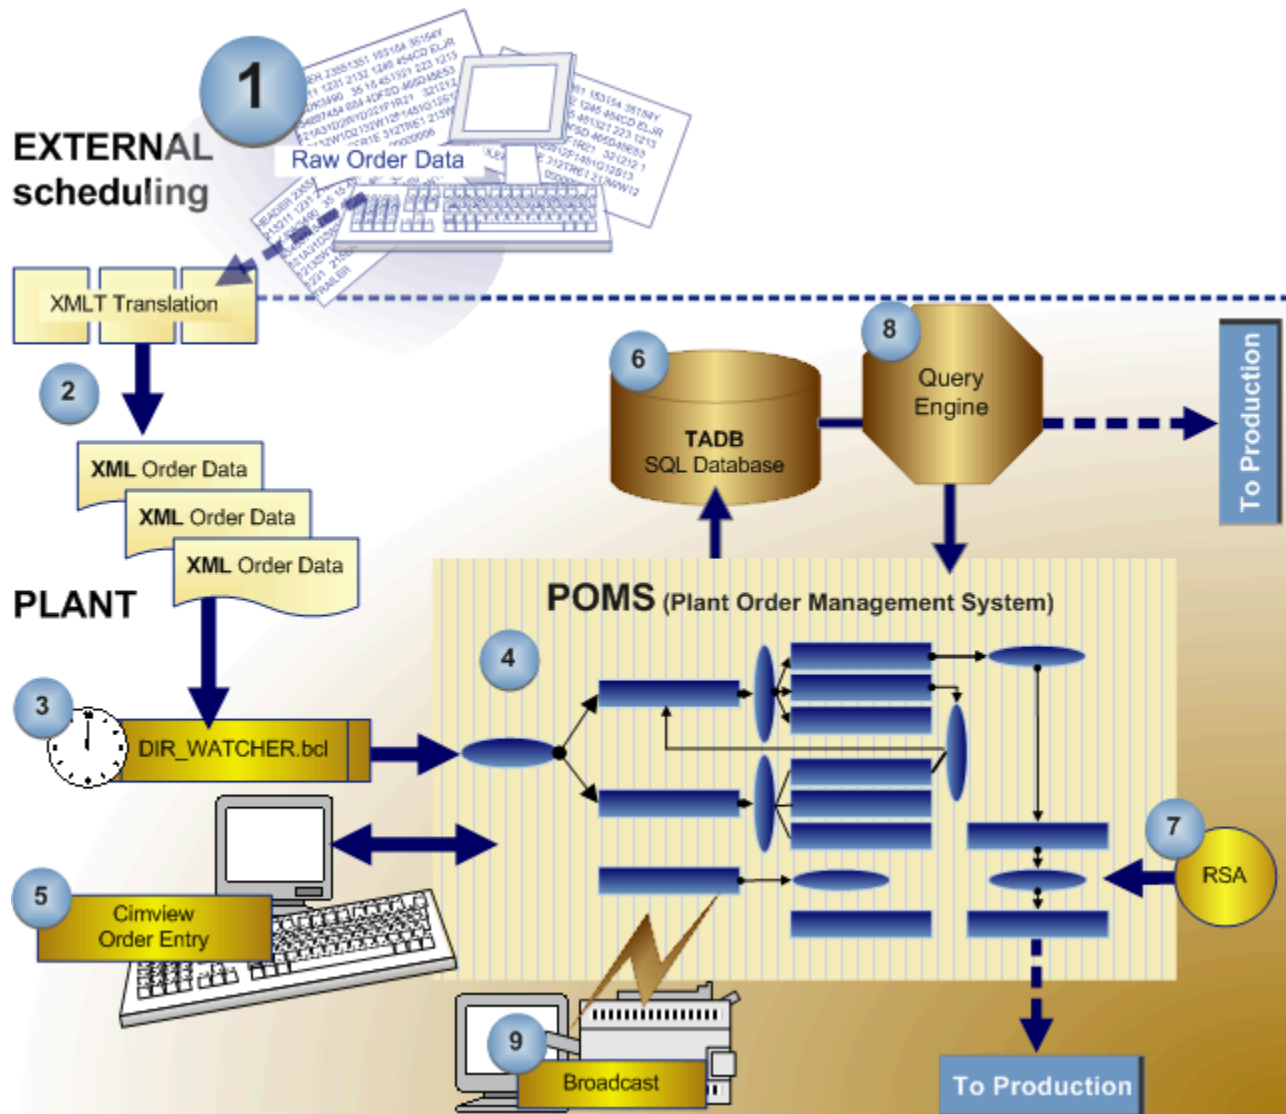 1
EXTERNAL
scheduling
Raw Order Data
XMLT Translation
2
XML Order Data
XML Order Data
XML Order Data
PLANT
3
DIR_WATCHER.bcl
4
POMS (Plant Order Management System)
5
Cimview
Order Entry
6
TADB
SQL Database
7
RSA
8
Query
Engine
To Production
9
Broadcast
To Production